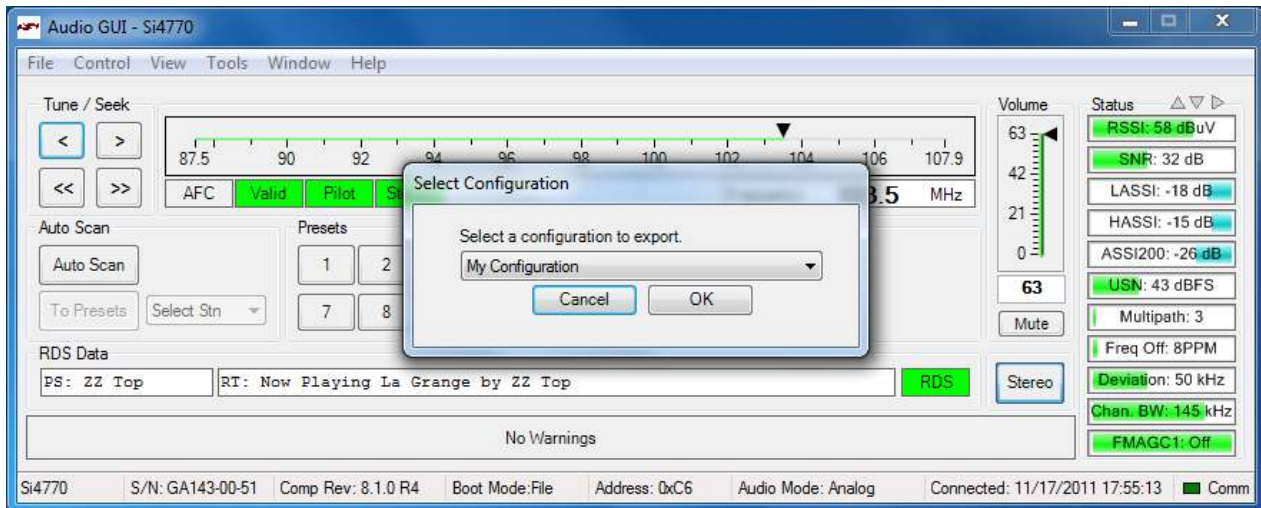 Audio GUI - Si4770
File Control View Tools Window Help
Tune / Seek
< >
<< >>
87.5 90 92 94 96 98 100 102 104 106 107.9
AFC Valid Pilot
3.5 MHz
Select Configuration
Select a configuration to export.
My Configuration
Cancel OK
Auto Scan
Auto Scan
To Presets Select Stn
Presets
1 2
7 8
RDS Data
PS: ZZ Top RT: Now Playing La Grange by ZZ Top RDS
No Warnings
Volume
63
42
21
0
63
Mute
Stereo
Status
RSSI: 58 dBuV
SNR: 32 dB
LASSI: -18 dB
HASSI: -15 dB
ASSI200: -26 dB
USN: 43 dBFS
Multipath: 3
Freq Off: 8PPM
Deviation: 50 kHz
Chan. BW: 145 kHz
FMAGC1: Off
Si4770 S/N: GA143-00-51 Comp Rev: 8.1.0 R4 Boot Mode:File Address: 0xC6 Audio Mode: Analog Connected: 11/17/2011 17:55:13 Comm